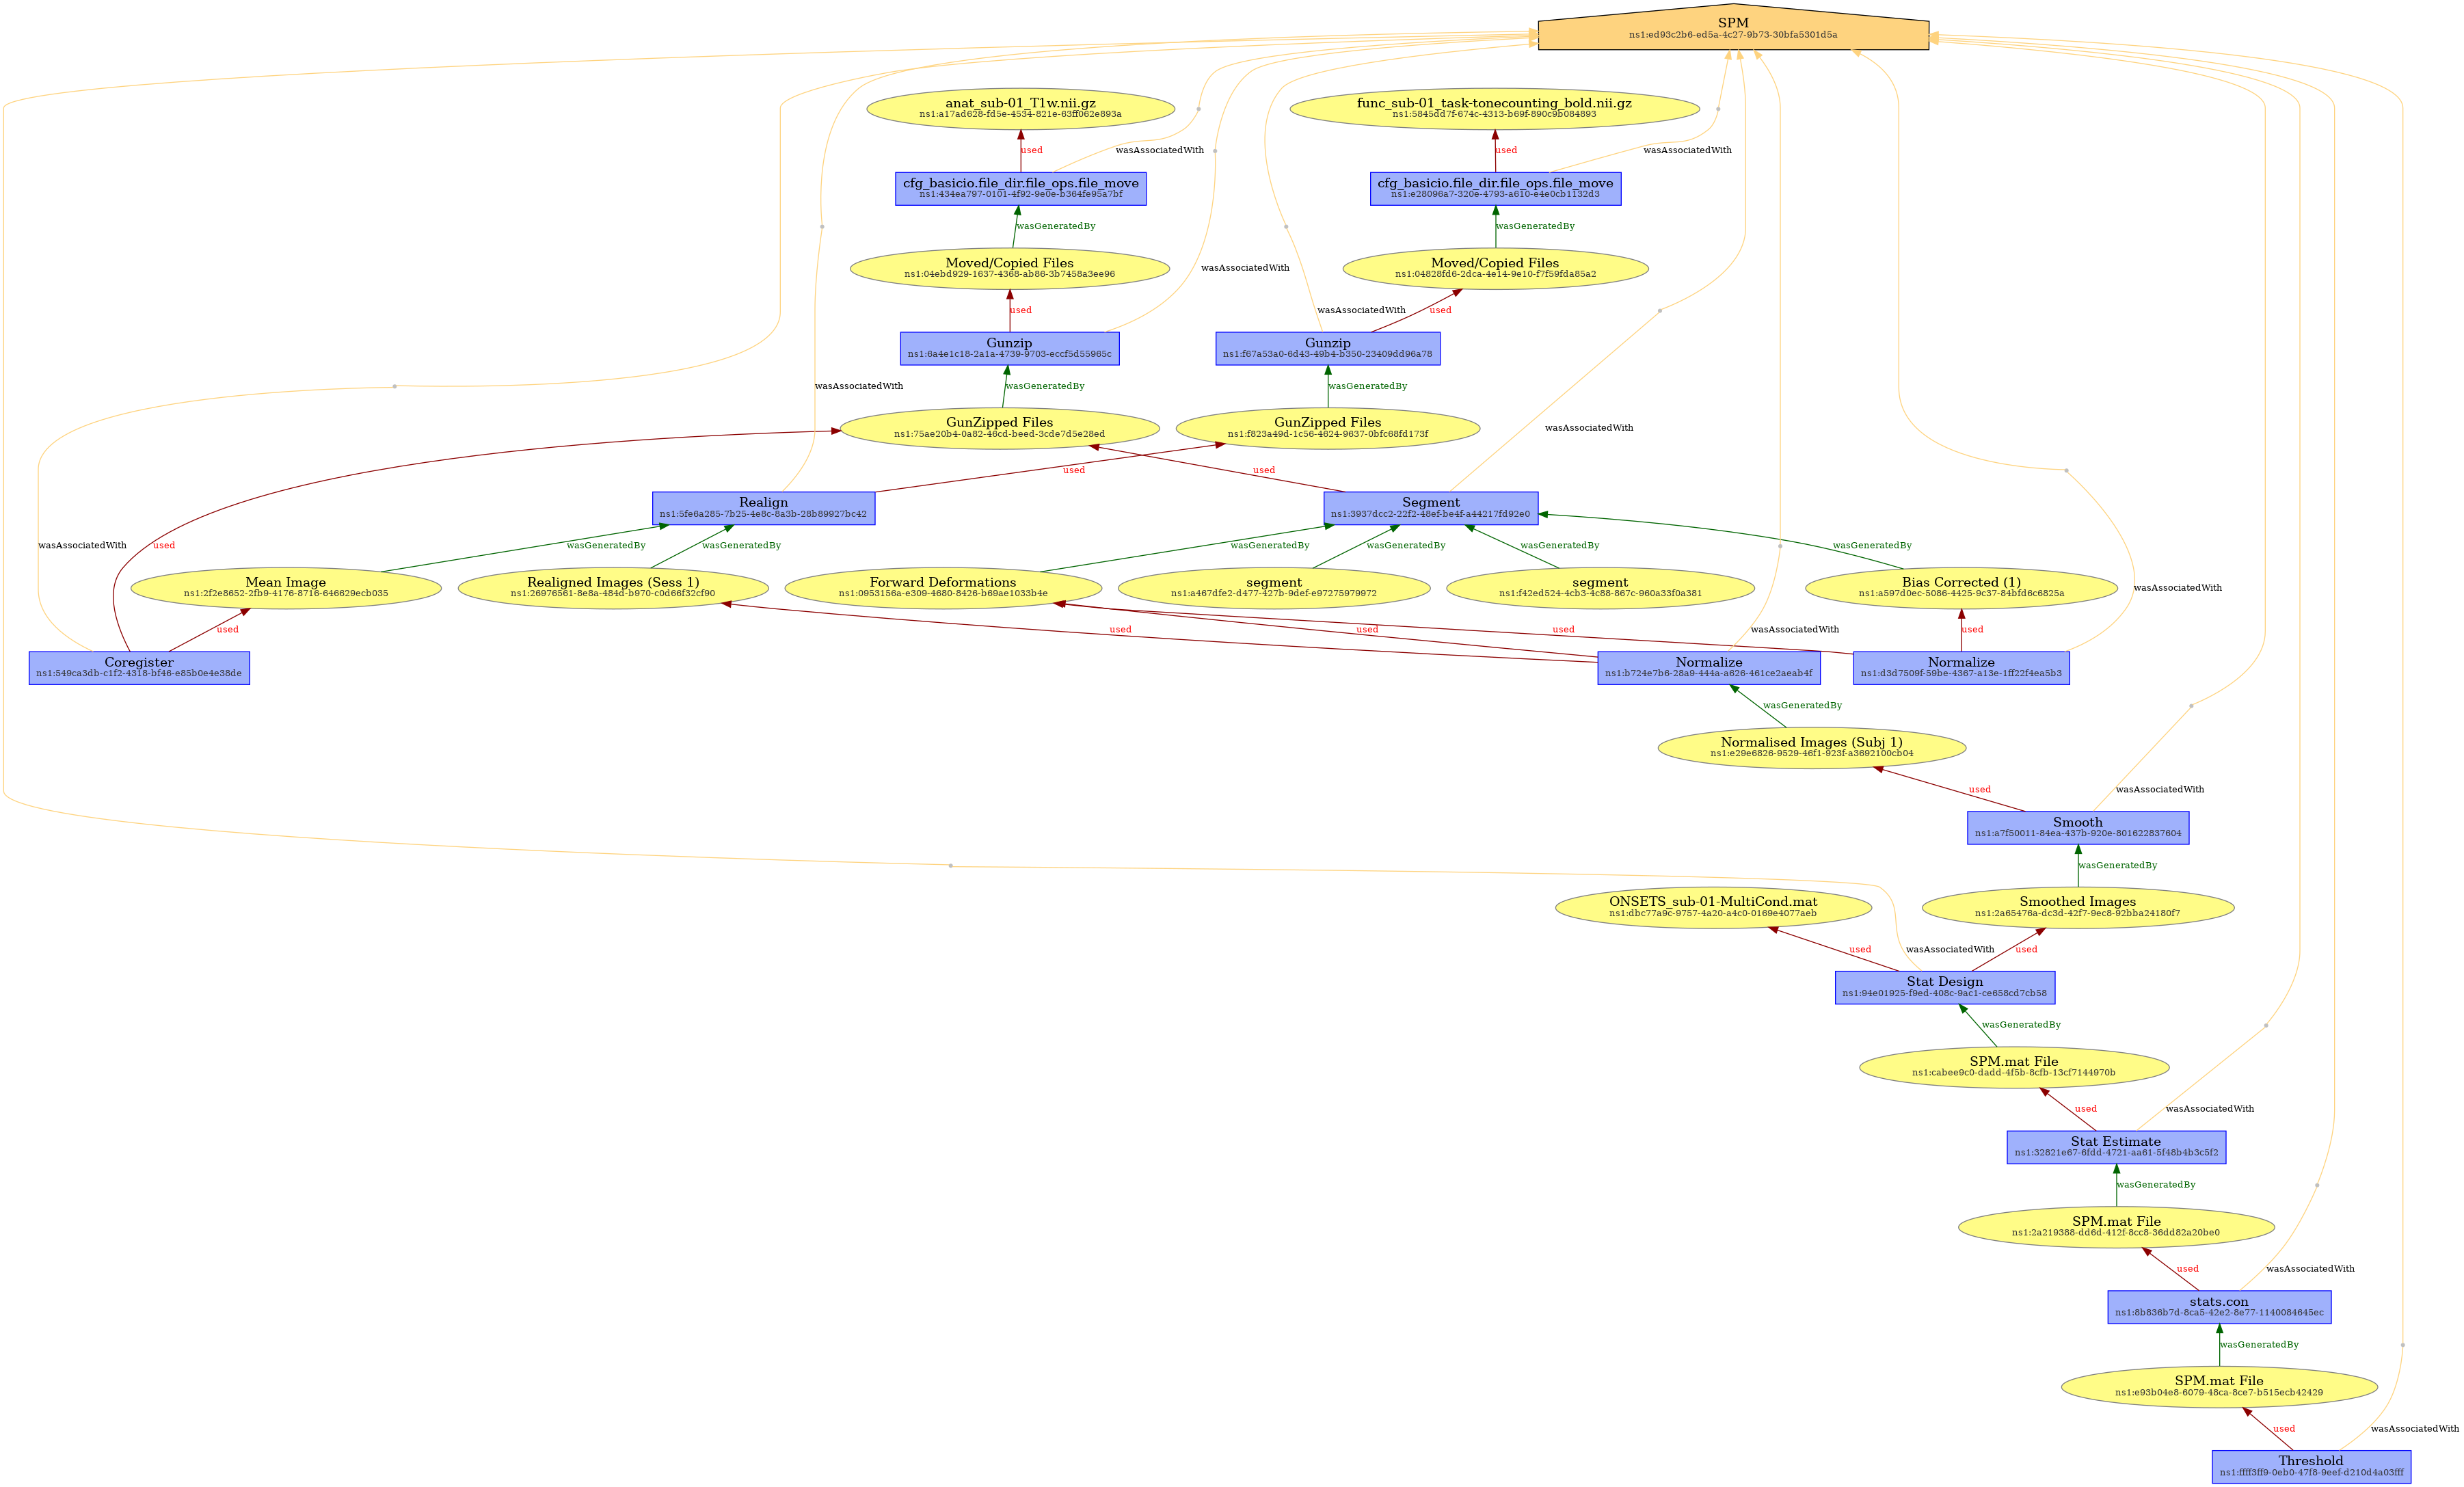 SPM
ns1:ed93c2b6-ed5a-4c27-9b73-30bfa5301d5a
anat_sub-01_T1w.nii.gz
ns1:a17ad628-fd5e-4534-821e-63ff062e893a
func_sub-01_task-tonecounting_bold.nii.gz
ns1:5845dd7f-674c-4313-b69f-890c9b084893
used
wasAssociatedWith
used
wasAssociatedWith
cfg_basicio.file_dir.file_ops.file_move
ns1:434ea797-0101-4f92-9e0e-b364fe95a7bf
cfg_basicio.file_dir.file_ops.file_move
ns1:e28096a7-320e-4793-a610-e4e0cb1132d3
wasGeneratedBy
wasGeneratedBy
Moved/Copied Files
ns1:04ebd929-1637-4368-ab86-3b7458a3ee96
Moved/Copied Files
ns1:04828fd6-2dca-4e14-9e10-f7f59fda85a2
wasAssociatedWith
used
wasAssociatedWith
used
Gunzip
ns1:6a4e1c18-2a1a-4739-9703-eccf5d55965c
Gunzip
ns1:f67a53a0-6d43-49b4-b350-23409dd96a78
wasAssociatedWith
wasGeneratedBy
wasGeneratedBy
GunZipped Files
ns1:75ae20b4-0a82-46cd-beed-3cde7d5e28ed
GunZipped Files
ns1:f823a49d-1c56-4624-9637-0bfc68fd173f
wasAssociatedWith
used
used
Realign
ns1:5fe6a285-7b25-4e8c-8a3b-28b89927bc42
Segment
ns1:3937dcc2-22f2-48ef-be4f-a44217fd92e0
wasAssociatedWith
used
wasGeneratedBy
wasGeneratedBy
wasGeneratedBy
wasGeneratedBy
wasGeneratedBy
wasGeneratedBy
Mean Image
ns1:2f2e8652-2fb9-4176-8716-646629ecb035
Realigned Images (Sess 1)
ns1:26976561-8e8a-484d-b970-c0d66f32cf90
Forward Deformations
ns1:0953156a-e309-4680-8426-b69ae1033b4e
segment
ns1:a467dfe2-d477-427b-9def-e97275979972
segment
ns1:f42ed524-4cb3-4c88-867c-960a33f0a381
Bias Corrected (1)
ns1:a597d0ec-5086-4425-9c37-84bfd6c6825a
wasAssociatedWith
used
used
used
used
wasAssociatedWith
used
Coregister
ns1:549ca3db-c1f2-4318-bf46-e85b0e4e38de
Normalize
ns1:b724e7b6-28a9-444a-a626-461ce2aeab4f
Normalize
ns1:d3d7509f-59be-4367-a13e-1ff22f4ea5b3
wasGeneratedBy
Normalised Images (Subj 1)
ns1:e29e6826-9529-46f1-923f-a3692100cb04
used
wasAssociatedWith
Smooth
ns1:a7f50011-84ea-437b-920e-801622837604
wasGeneratedBy
ONSETS_sub-01-MultiCond.mat
ns1:dbc77a9c-9757-4a20-a4c0-0169e4077aeb
Smoothed Images
ns1:2a65476a-dc3d-42f7-9ec8-92bba24180f7
used
wasAssociatedWith
used
Stat Design
ns1:94e01925-f9ed-408c-9ac1-ce658cd7cb58
wasGeneratedBy
SPM.mat File
ns1:cabee9c0-dadd-4f5b-8cfb-13cf7144970b
used
wasAssociatedWith
Stat Estimate
ns1:32821e67-6fdd-4721-aa61-5f48b4b3c5f2
wasGeneratedBy
SPM.mat File
ns1:2a219388-dd6d-412f-8cc8-36dd82a20be0
used
wasAssociatedWith
stats.con
ns1:8b836b7d-8ca5-42e2-8e77-1140084645ec
wasGeneratedBy
SPM.mat File
ns1:e93b04e8-6079-48ca-8ce7-b515ecb42429
used
wasAssociatedWith
Threshold
ns1:ffff3ff9-0eb0-47f8-9eef-d210d4a03fff